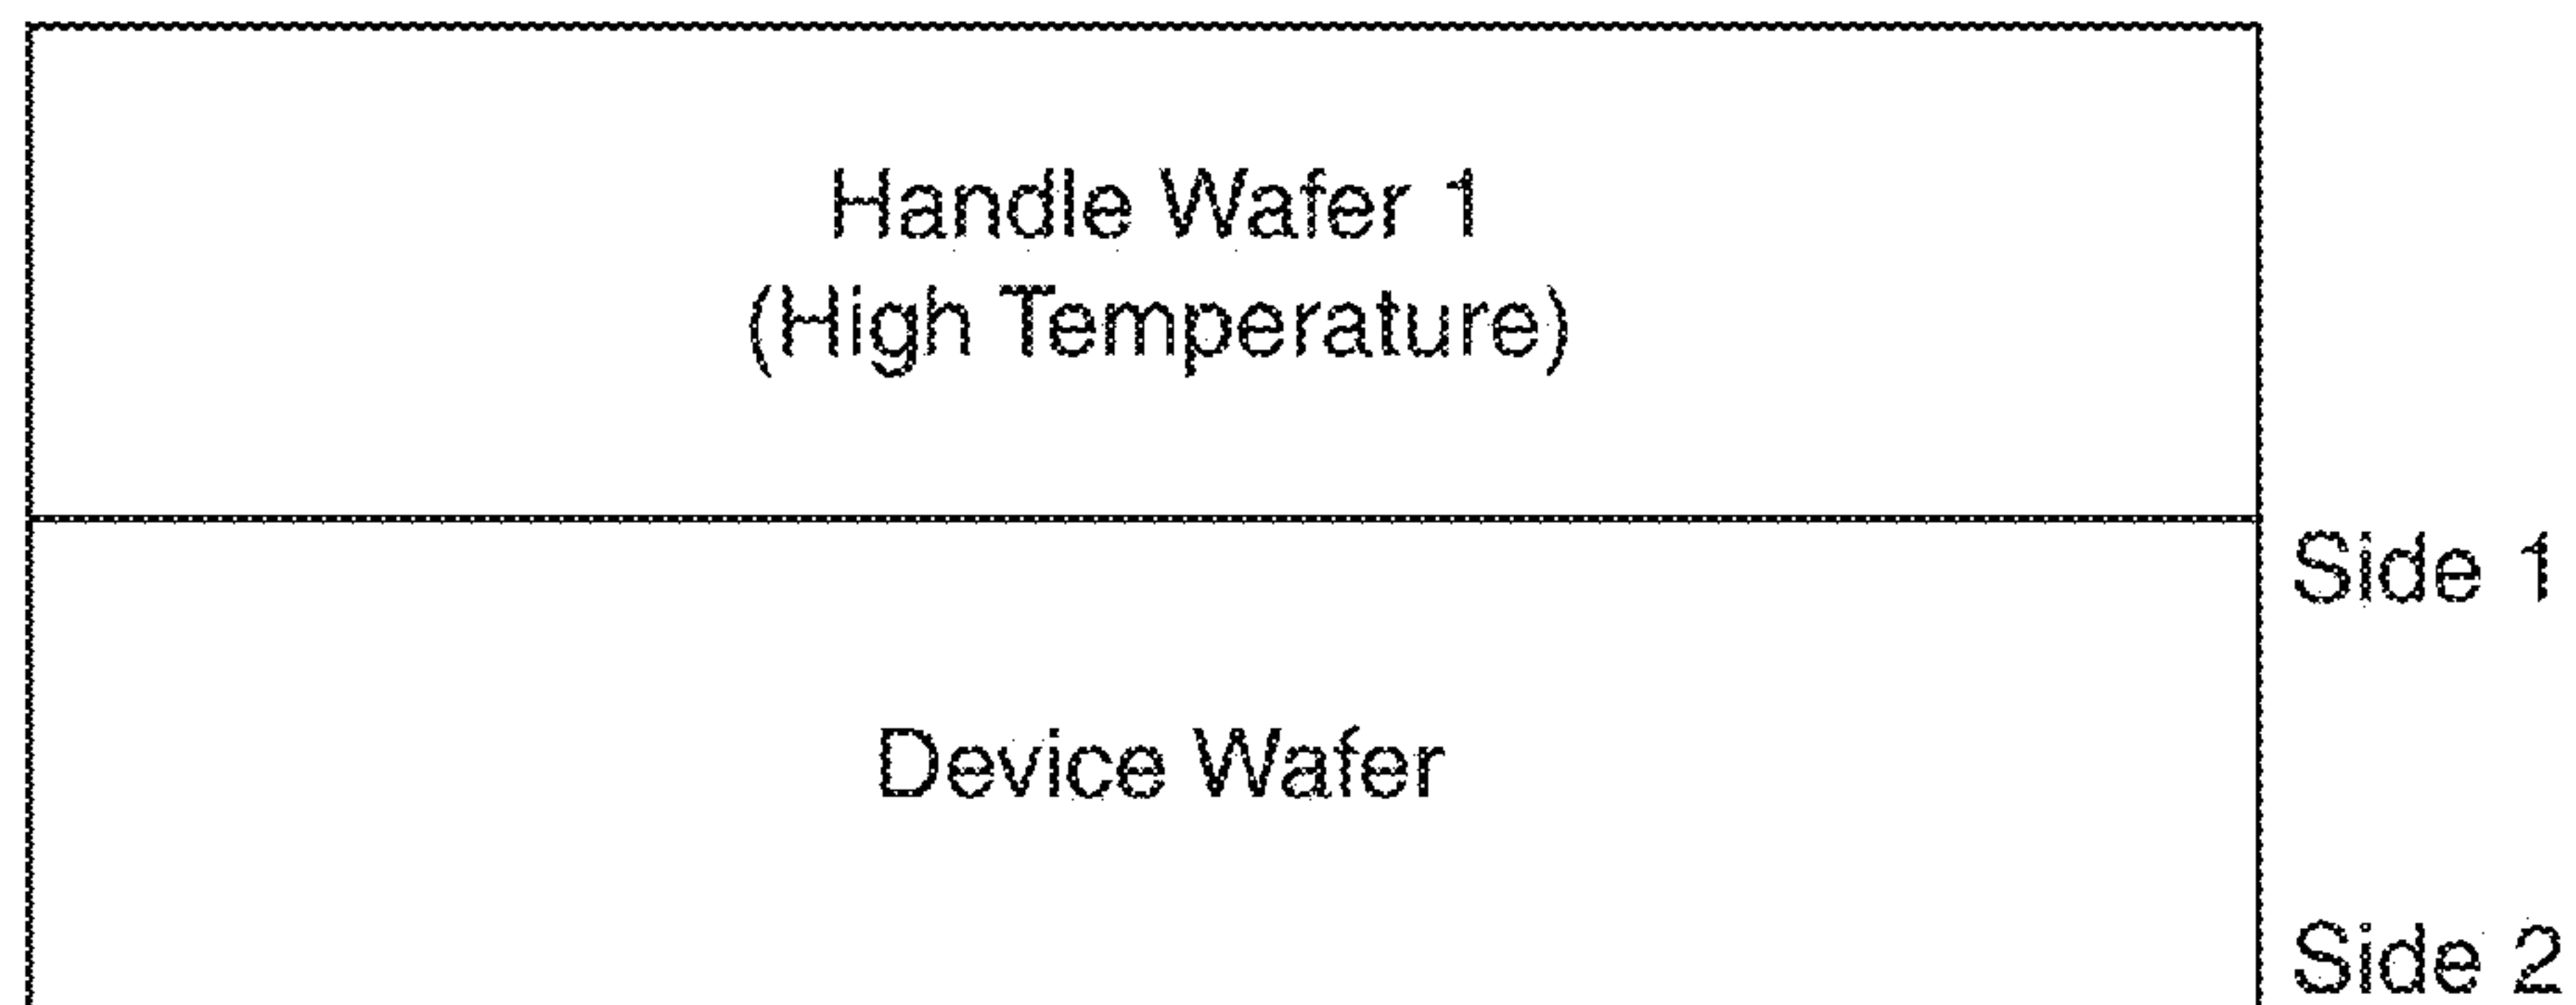 Handle Wafer 1
(High Temperature)
Side 1
Device Wafer
Side 2